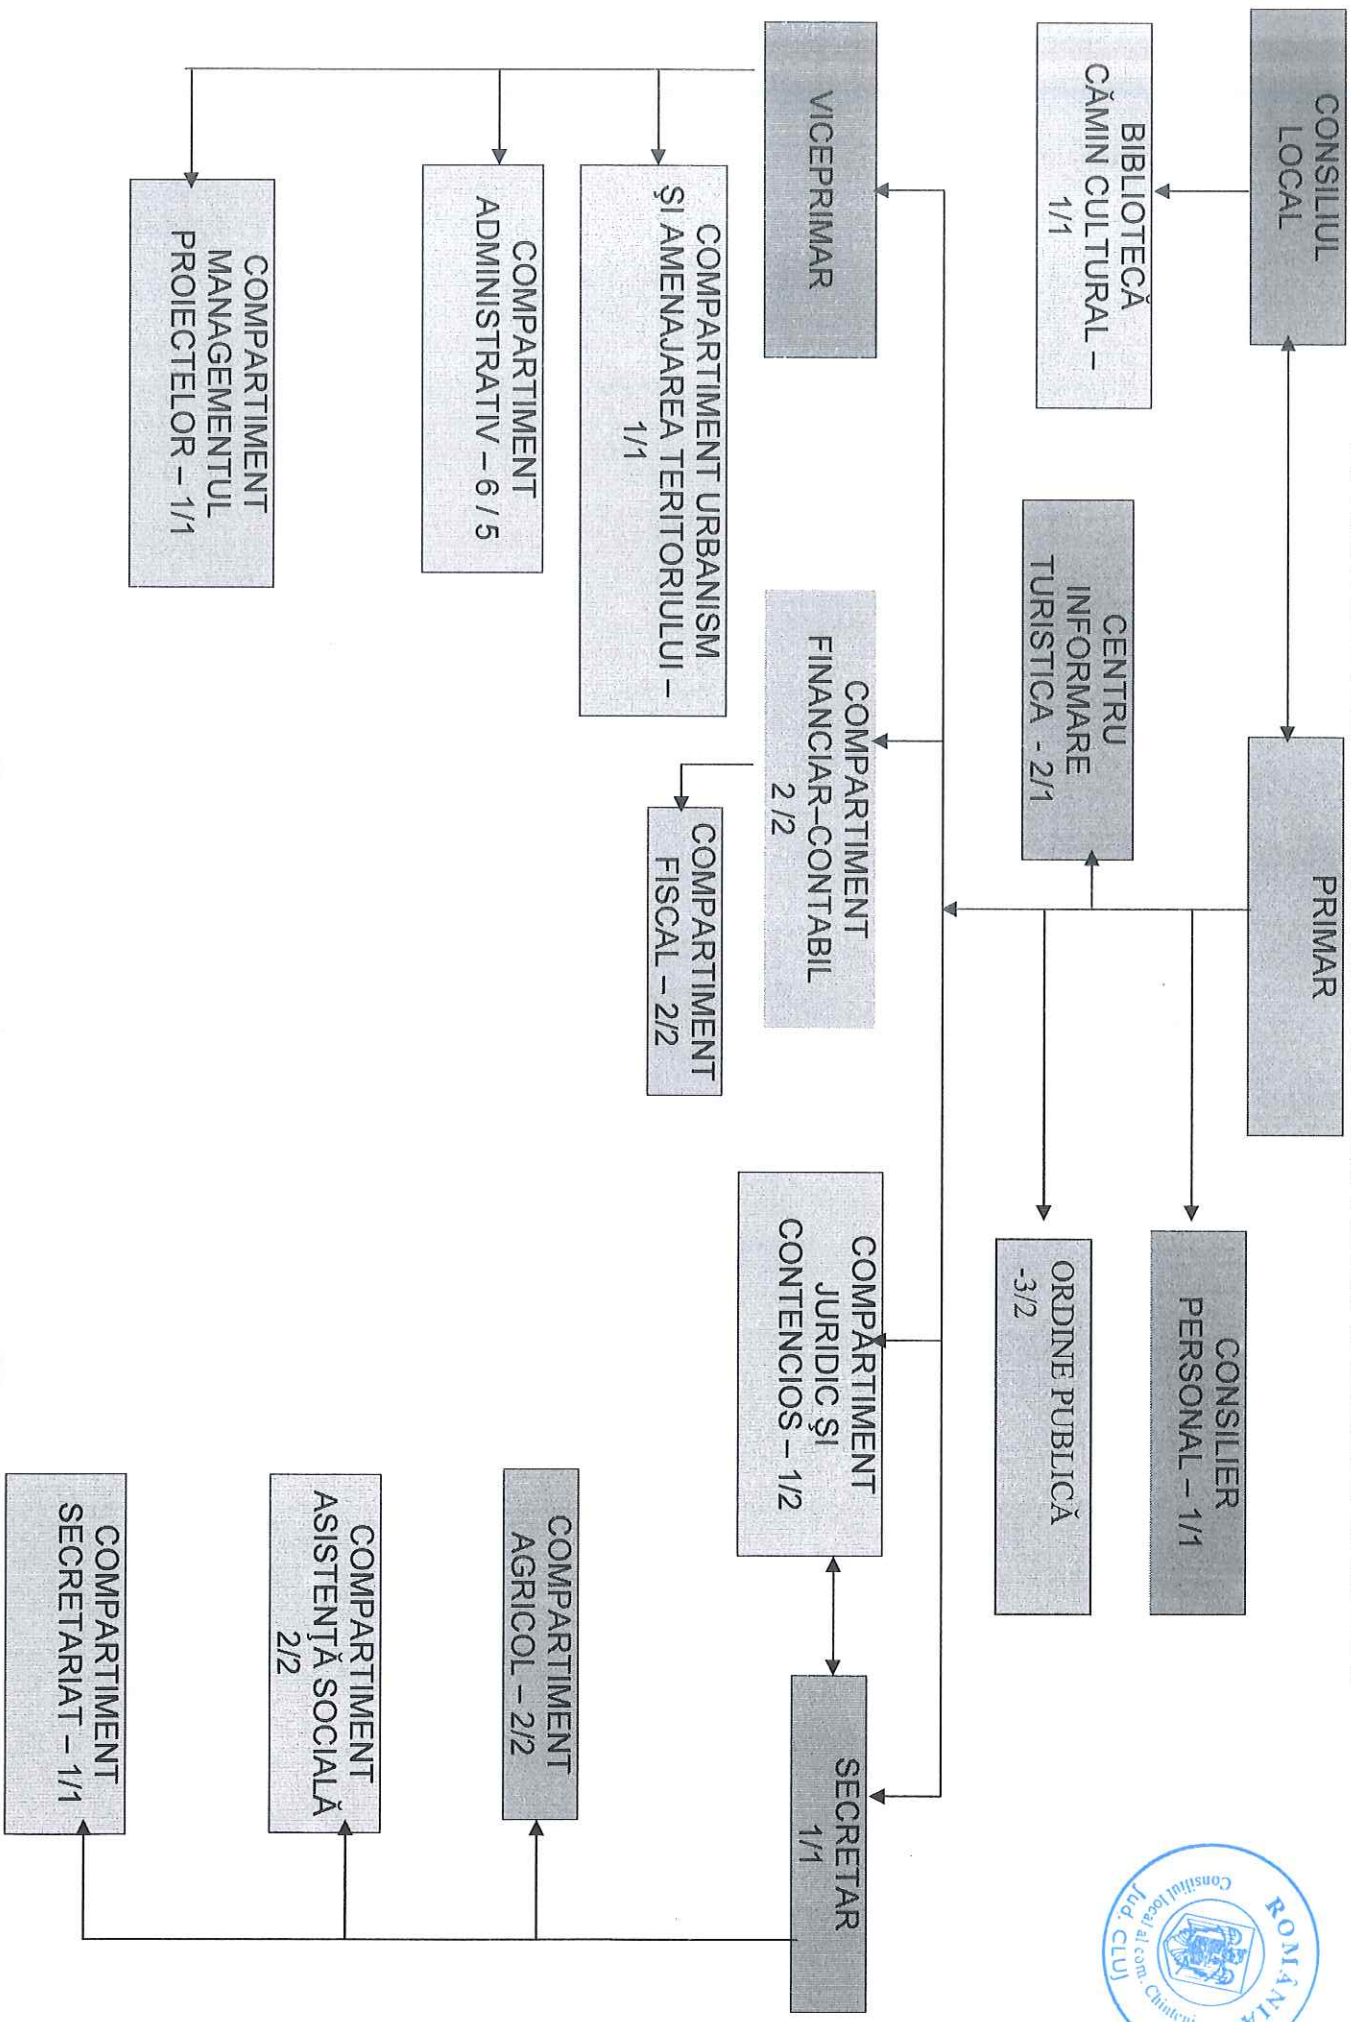 CONSILIUL
LOCAL
PRIMAR
BIBLIOTECĂ
CĂMIN CULTURAL –
1/1
CENTRU
INFORMARE
TURISTICA - 2/1
CONSILIER
PERSONAL – 1/1
ORDINE PUBLICĂ
-3/2
VICEPRIMAR
COMPARTIMENT
FINANCIAR–CONTABIL
2 /2
COMPARTIMENT
JURIDIC ŞI
CONTENCIOS – 1/2
SECRETAR
1/1
COMPARTIMENT URBANISM
ŞI AMENAJAREA TERITORIULUI –
1/1
COMPARTIMENT
FISCAL – 2/2
COMPARTIMENT
ADMINISTRATIV – 6 / 5
COMPARTIMENT
AGRICOL – 2/2
COMPARTIMENT
MANAGEMENTUL
PROIECTELOR – 1/1
COMPARTIMENT
ASISTENŢĂ SOCIALĂ
2/2
COMPARTIMENT
SECRETARIAT – 1/1
ROMÂNIA
Consiliul local al com. Chinteni
Jud. CLUJ